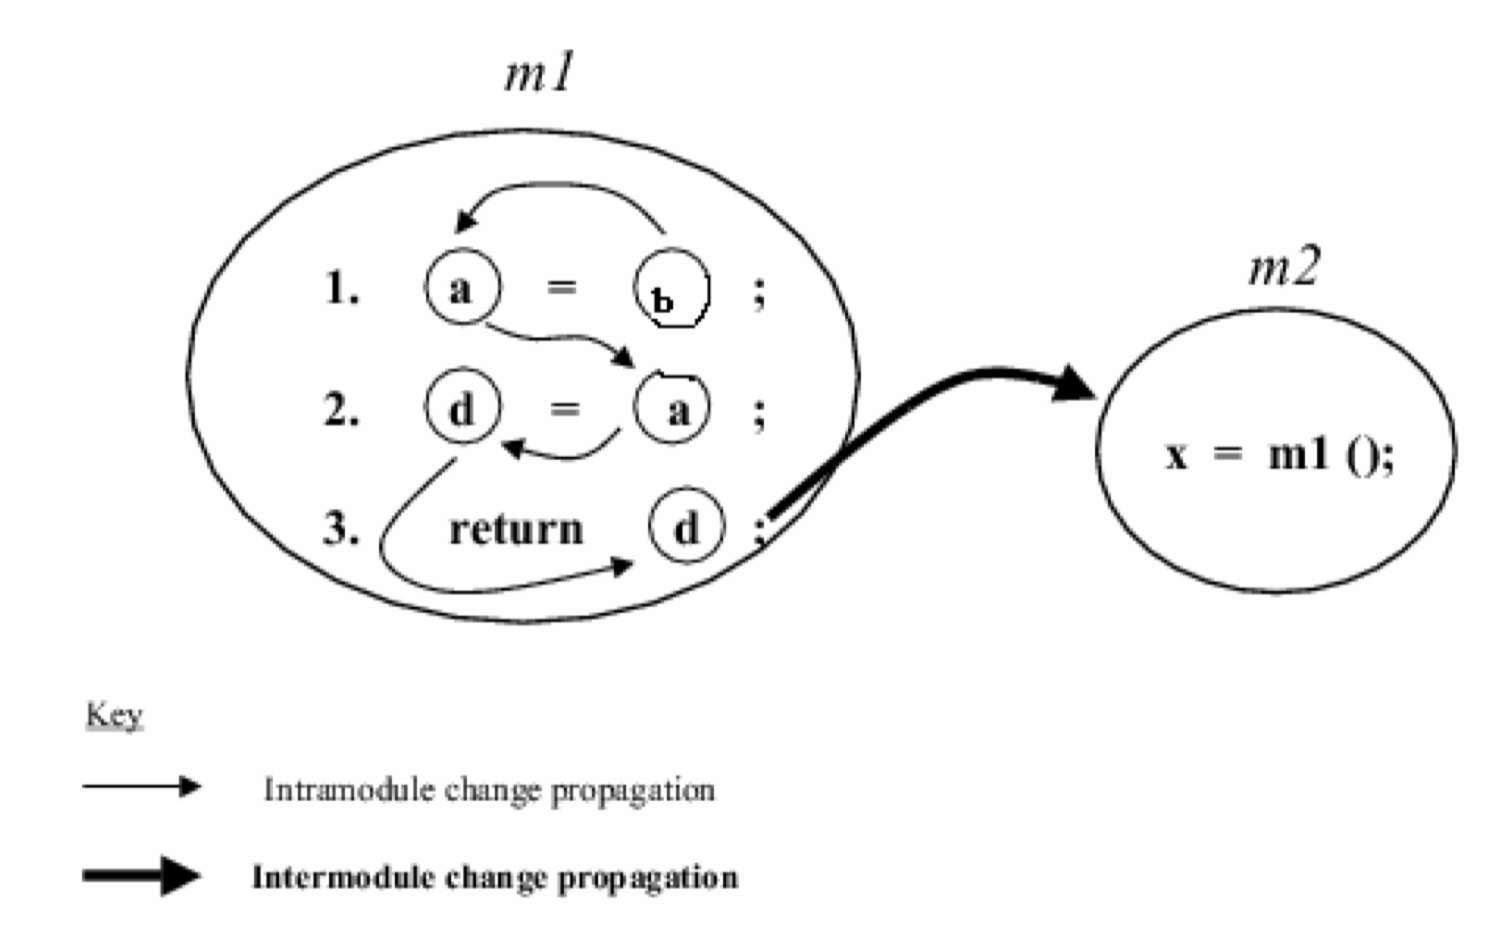 m1
1. a = b ;
m2
2. d = a ;
x = m1 ();
3. return d ;
Key
Intramodule change propagation
Intermodule change propagation